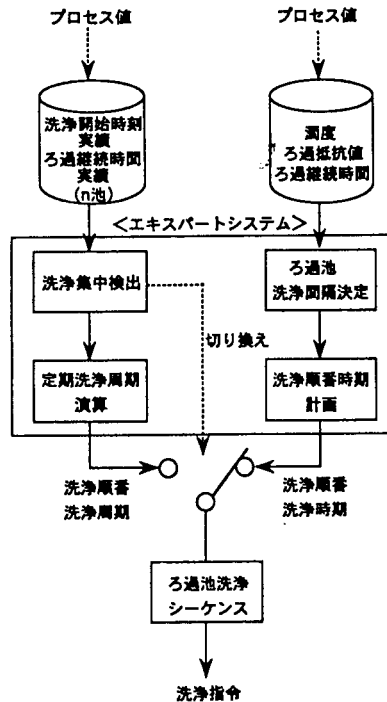 プロセス値
プロセス値
洗浄開始時刻
実績
ろ過継続時間
実績
(n池)
濁度
ろ過抵抗値
ろ過継続時間
＜エキスパートシステム＞
洗浄集中検出
ろ過池
洗浄間隔決定
切り換え
定期洗浄周期
演算
洗浄順番時期
計画
洗浄順番
洗浄周期
洗浄順番
洗浄時期
ろ過池洗浄
シーケンス
洗浄指令